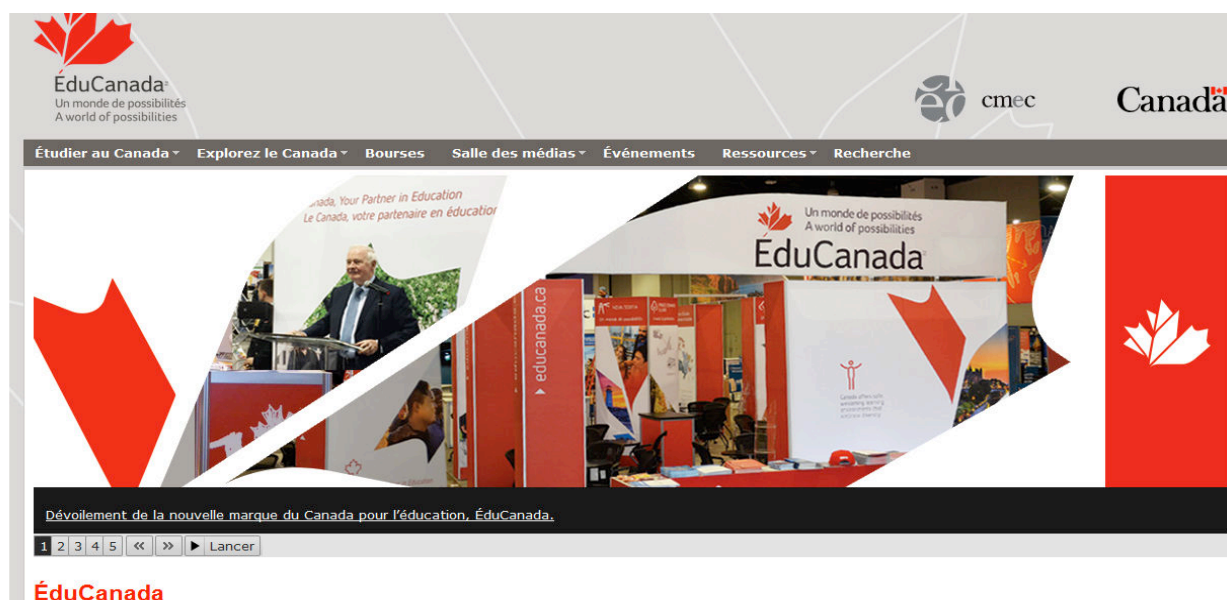 ÉduCanada
Un monde de possibilités
A world of possibilities
cmec
Canada
Étudier au Canada
Explorez le Canada
Bourses
Salle des médias
Événements
Ressources
Recherche
Canada, Your Partner in Education
Le Canada, votre partenaire en éducation
Un monde de possibilités
A world of possibilities
ÉduCanada
educanada.ca
Dévoilement de la nouvelle marque du Canada pour l'éducation, ÉduCanada.
1 2 3 4 5 « » Lancer
ÉduCanada